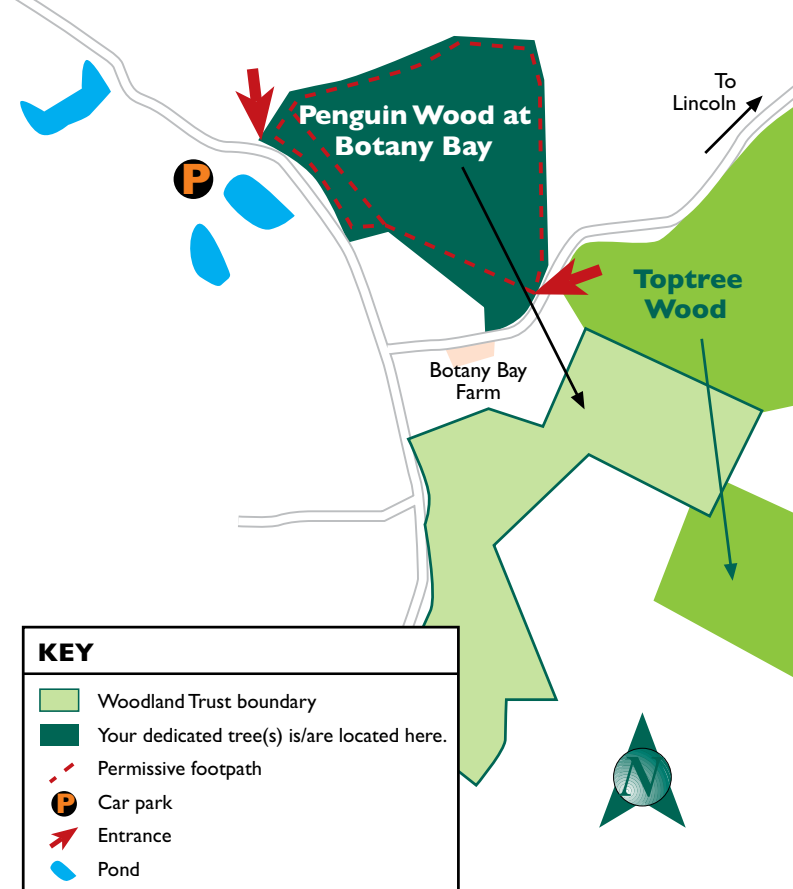 Penguin Wood at
Botany Bay
To
Lincoln
P
Toptree
Wood
Botany Bay
Farm
KEY
Woodland Trust boundary
Your dedicated tree(s) is/are located here.
Permissive footpath
P
Car park
Entrance
Pond
N